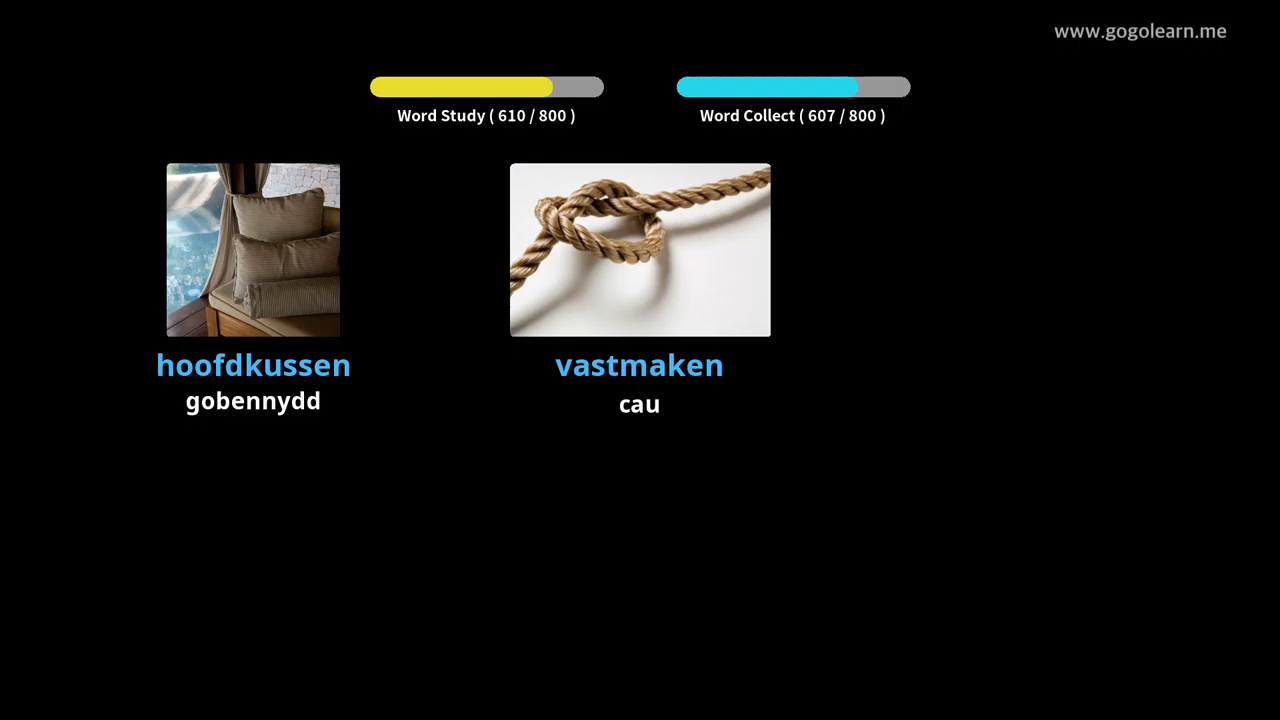 www.gogolearn.me
Word Study ( 610 / 800 )
Word Collect ( 607 / 800 )
hoofdkussen
gobennydd
vastmaken
cau